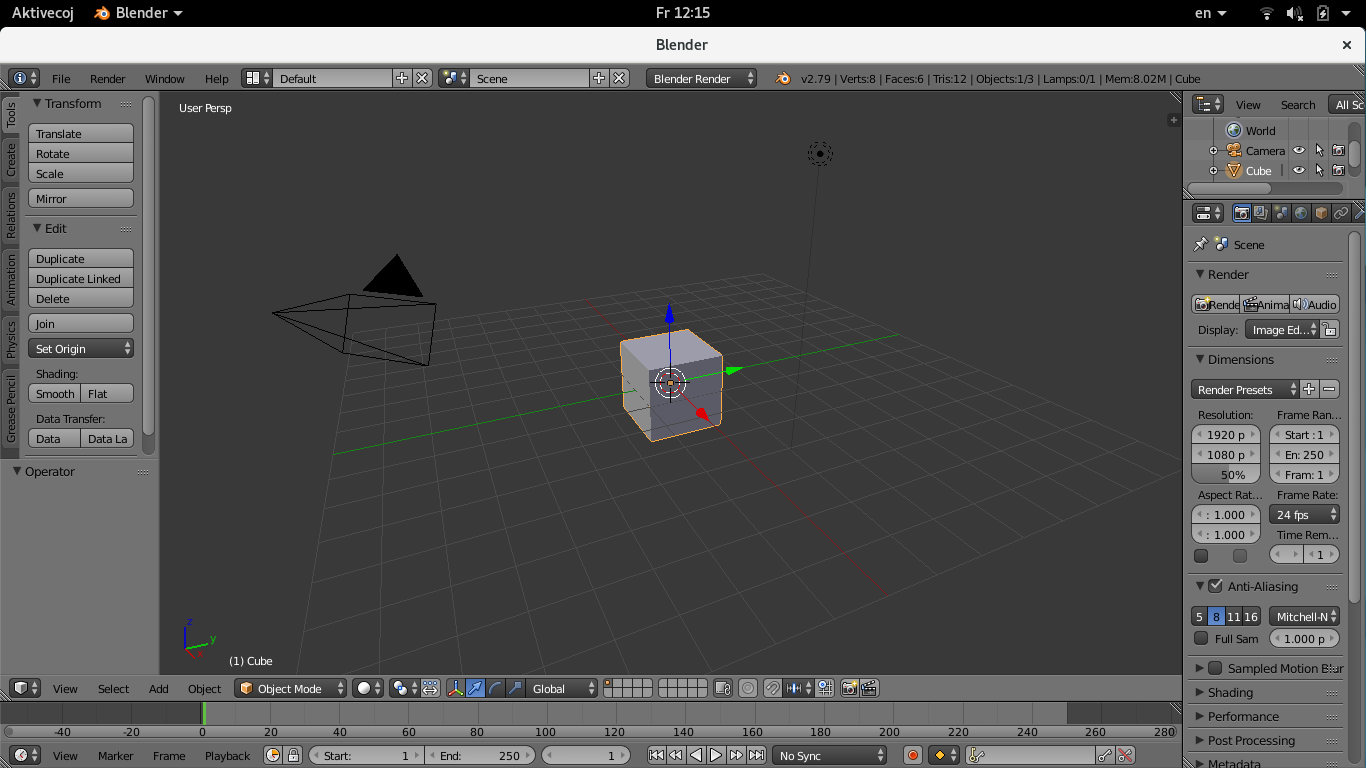 Aktivecoj Blender Fr 12:15 en
Blender
File Render Window Help Default Scene Blender Render v2.79 | Verts:8 | Faces:6 | Tris:12 | Objects:1/3 | Lamps:0/1 | Mem:8.02M | Cube
Tools
Create
Relations
Animation
Physics
Grease Pencil
Transform
Translate
Rotate
Scale
Mirror
Edit
Duplicate
Duplicate Linked
Delete
Join
Set Origin
Shading:
Smooth Flat
Data Transfer:
Data Data La
Operator
User Persp
z
y
x
(1) Cube
View Select Add Object Object Mode Global
-40 -20 0 20 40 60 80 100 120 140 160 180 200 220 240 260 280
View Marker Frame Playback Start: 1 End: 250 1 No Sync
View Search All Sc
World
Camera
Cube
Scene
Render
Rende Anima Audio
Display: Image Ed...
Dimensions
Render Presets
Resolution: Frame Ran...
1920 p Start : 1
1080 p En: 250
50% Fram: 1
Aspect Rat... Frame Rate:
: 1.000 24 fps
: 1.000 Time Rem...
1
Anti-Aliasing
5 8 11 16 Mitchell-N
Full Sam 1.000 p
Sampled Motion Blur
Shading
Performance
Post Processing
Metadata